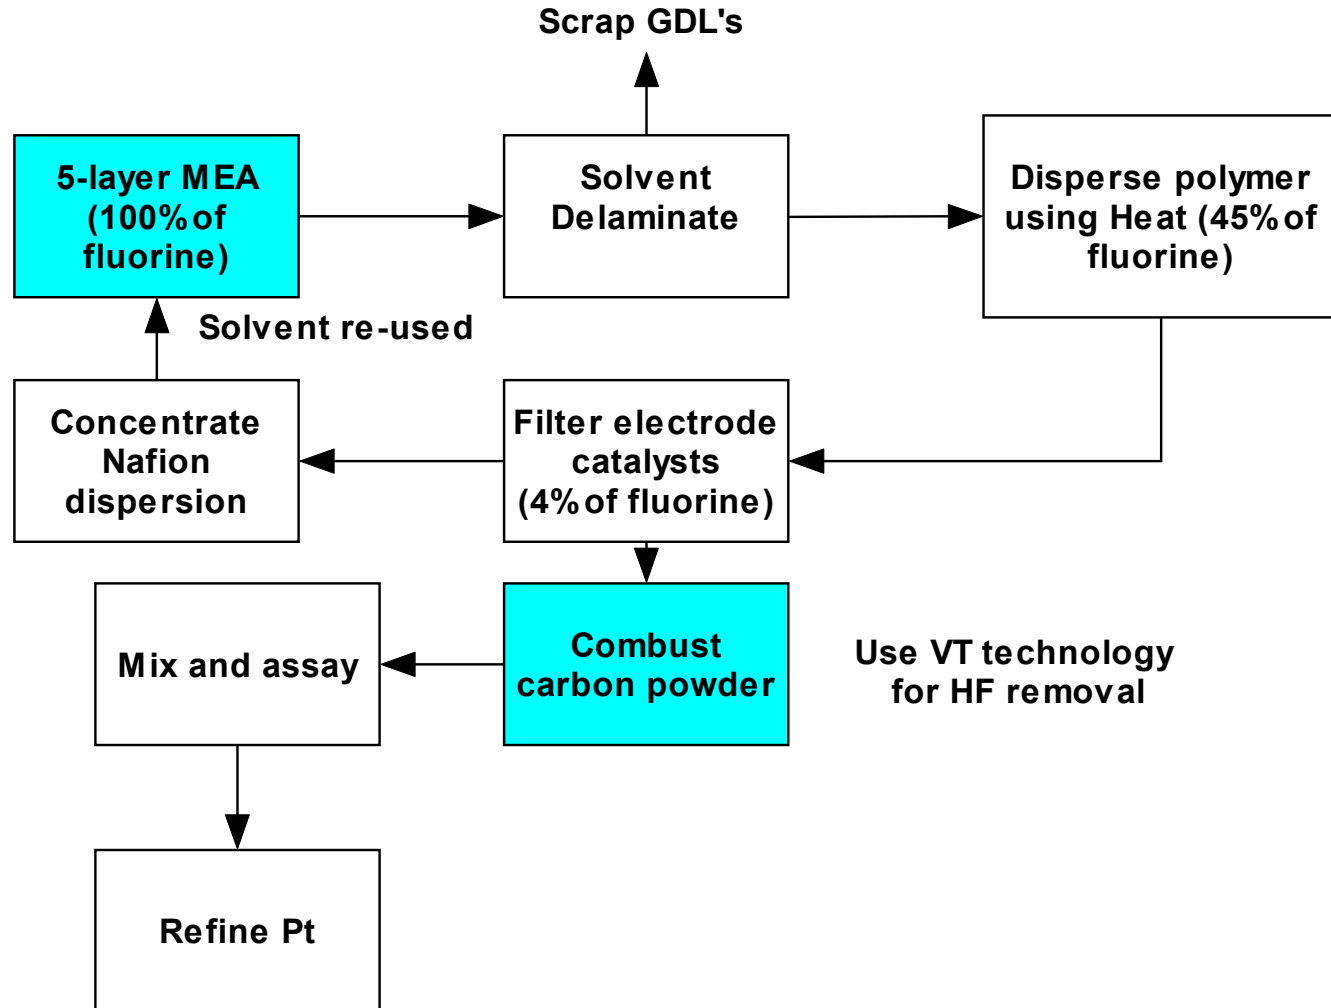 Scrap GDL's
5-layer MEA
(100% of
fluorine)
Solvent
Delaminate
Disperse polymer
using Heat (45% of
fluorine)
Solvent re-used
Concentrate
Nafion
dispersion
Filter electrode
catalysts
(4% of fluorine)
Mix and assay
Combust
carbon powder
Use VT technology
for HF removal
Refine Pt